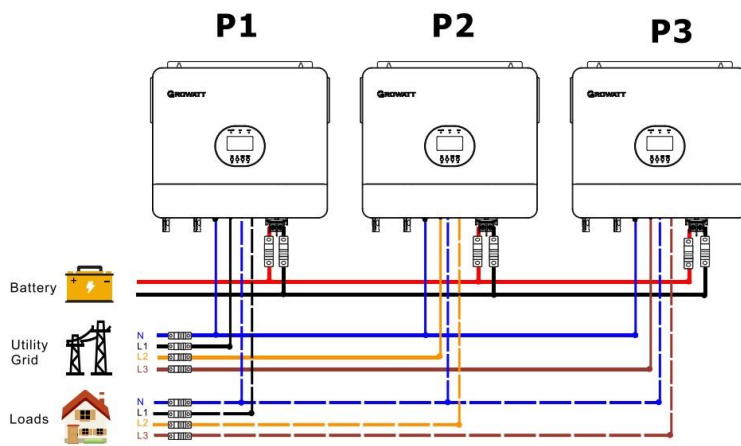 P1
P2
P3
GROWATT
GROWATT
GROWATT
Battery
+ -
Utility
Grid
N
L1
L2
L3
Loads
N
L1
L2
L3